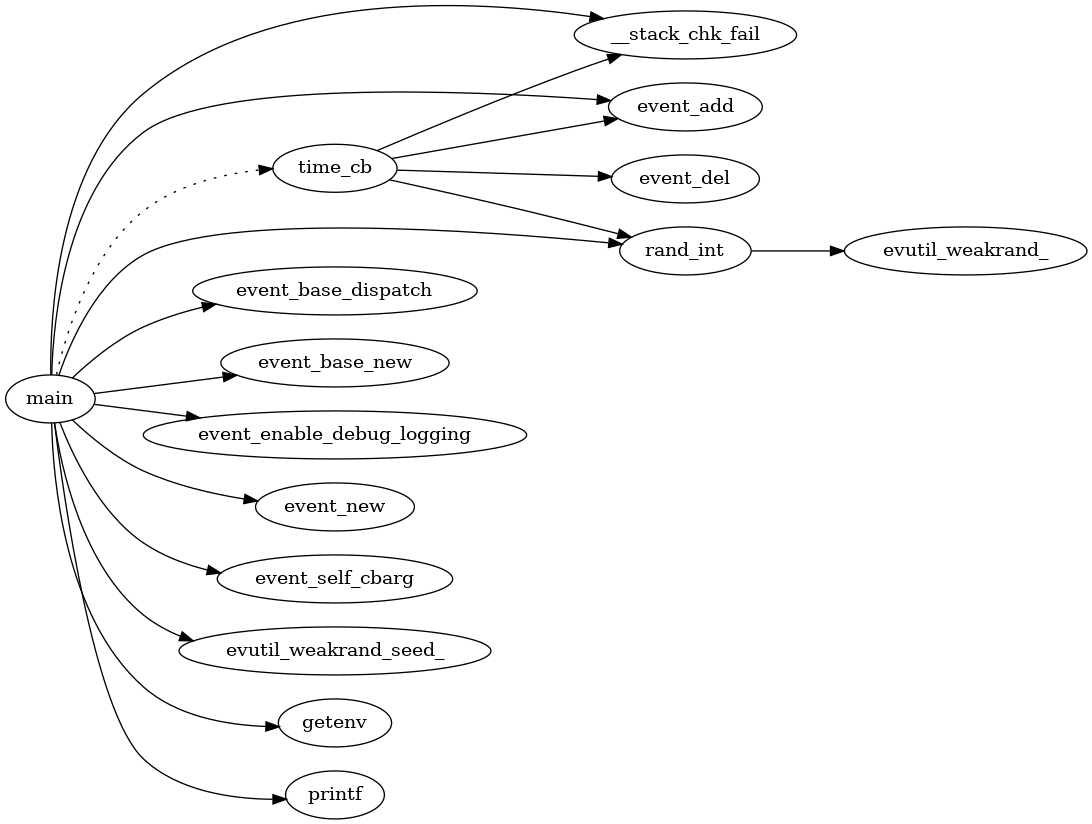 __stack_chk_fail
event_add
time_cb
event_del
rand_int
evutil_weakrand_
event_base_dispatch
event_base_new
main
event_enable_debug_logging
event_new
event_self_cbarg
evutil_weakrand_seed_
getenv
printf